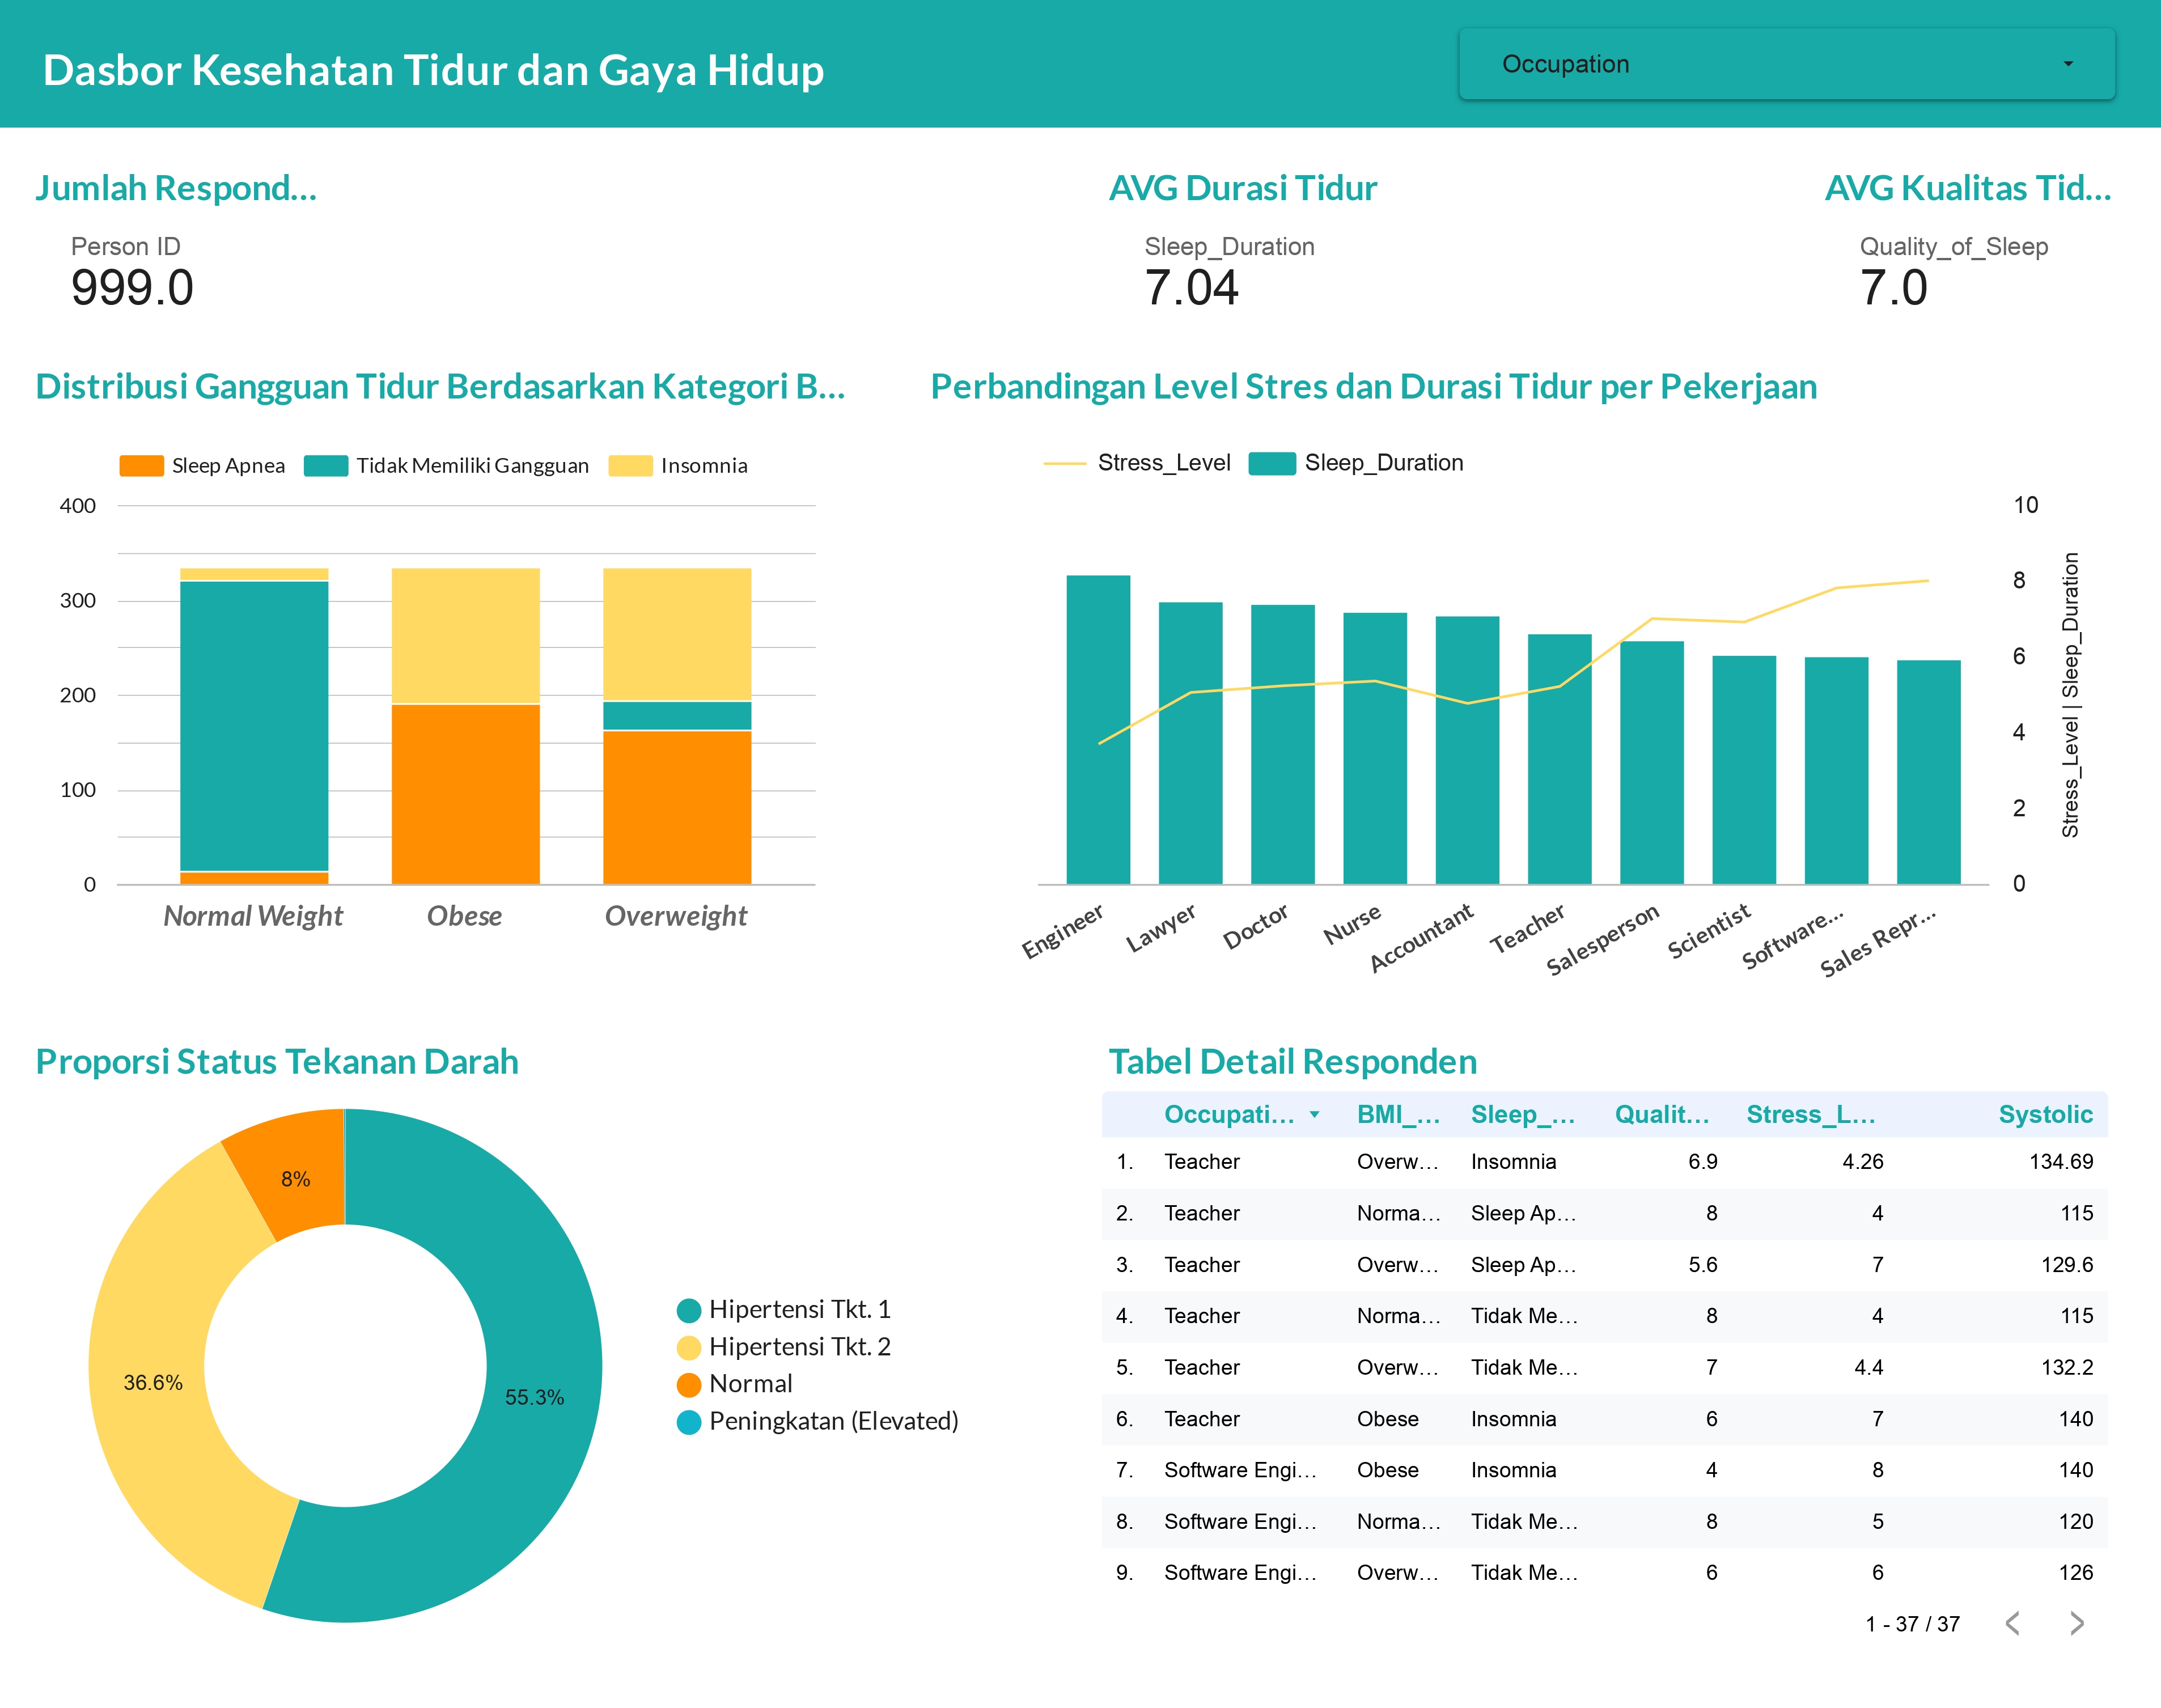 Dasbor Kesehatan Tidur dan Gaya Hidup
Occupation
Jumlah Respond...
AVG Durasi Tidur
AVG Kualitas Tid...
Person ID
999.0
Sleep_Duration
7.04
Quality_of_Sleep
7.0
Distribusi Gangguan Tidur Berdasarkan Kategori B...
Sleep Apnea
Tidak Memiliki Gangguan
Insomnia
400
300
200
100
0
Normal Weight
Obese
Overweight
Perbandingan Level Stres dan Durasi Tidur per Pekerjaan
Stress_Level
Sleep_Duration
10
8
6
4
2
0
Stress_Level | Sleep_Duration
Engineer
Lawyer
Doctor
Nurse
Accountant
Teacher
Salesperson
Scientist
Software...
Sales Repr...
Proporsi Status Tekanan Darah
8%
36.6%
55.3%
Hipertensi Tkt. 1
Hipertensi Tkt. 2
Normal
Peningkatan (Elevated)
Tabel Detail Responden
Occupati... BMI_... Sleep_... Qualit... Stress_L... Systolic
1. Teacher Overw... Insomnia 6.9 4.26 134.69
2. Teacher Norma... Sleep Ap... 8 4 115
3. Teacher Overw... Sleep Ap... 5.6 7 129.6
4. Teacher Norma... Tidak Me... 8 4 115
5. Teacher Overw... Tidak Me... 7 4.4 132.2
6. Teacher Obese Insomnia 6 7 140
7. Software Engi... Obese Insomnia 4 8 140
8. Software Engi... Norma... Tidak Me... 8 5 120
9. Software Engi... Overw... Tidak Me... 6 6 126
1 - 37 / 37